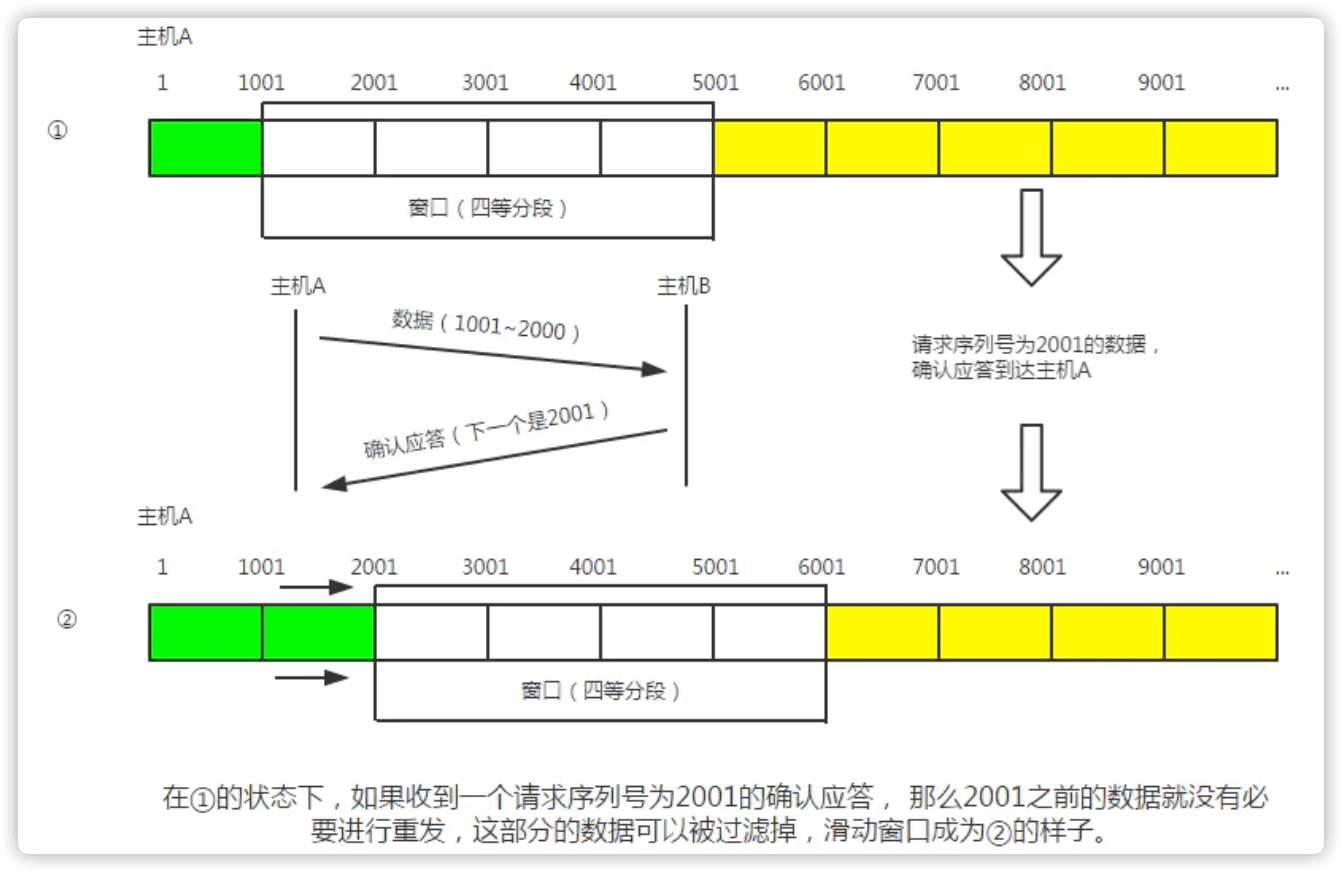 主机A
1 1001 2001 3001 4001 5001 6001 7001 8001 9001 ...
①
窗口（四等分段）
主机A 主机B
数据（1001~2000）
请求序列号为2001的数据，
确认应答到达主机A
确认应答（下一个是2001）
主机A
1 1001 2001 3001 4001 5001 6001 7001 8001 9001 ...
②
窗口（四等分段）
在①的状态下，如果收到一个请求序列号为2001的确认应答， 那么2001之前的数据就没有必
要进行重发，这部分的数据可以被过滤掉，滑动窗口成为②的样子。